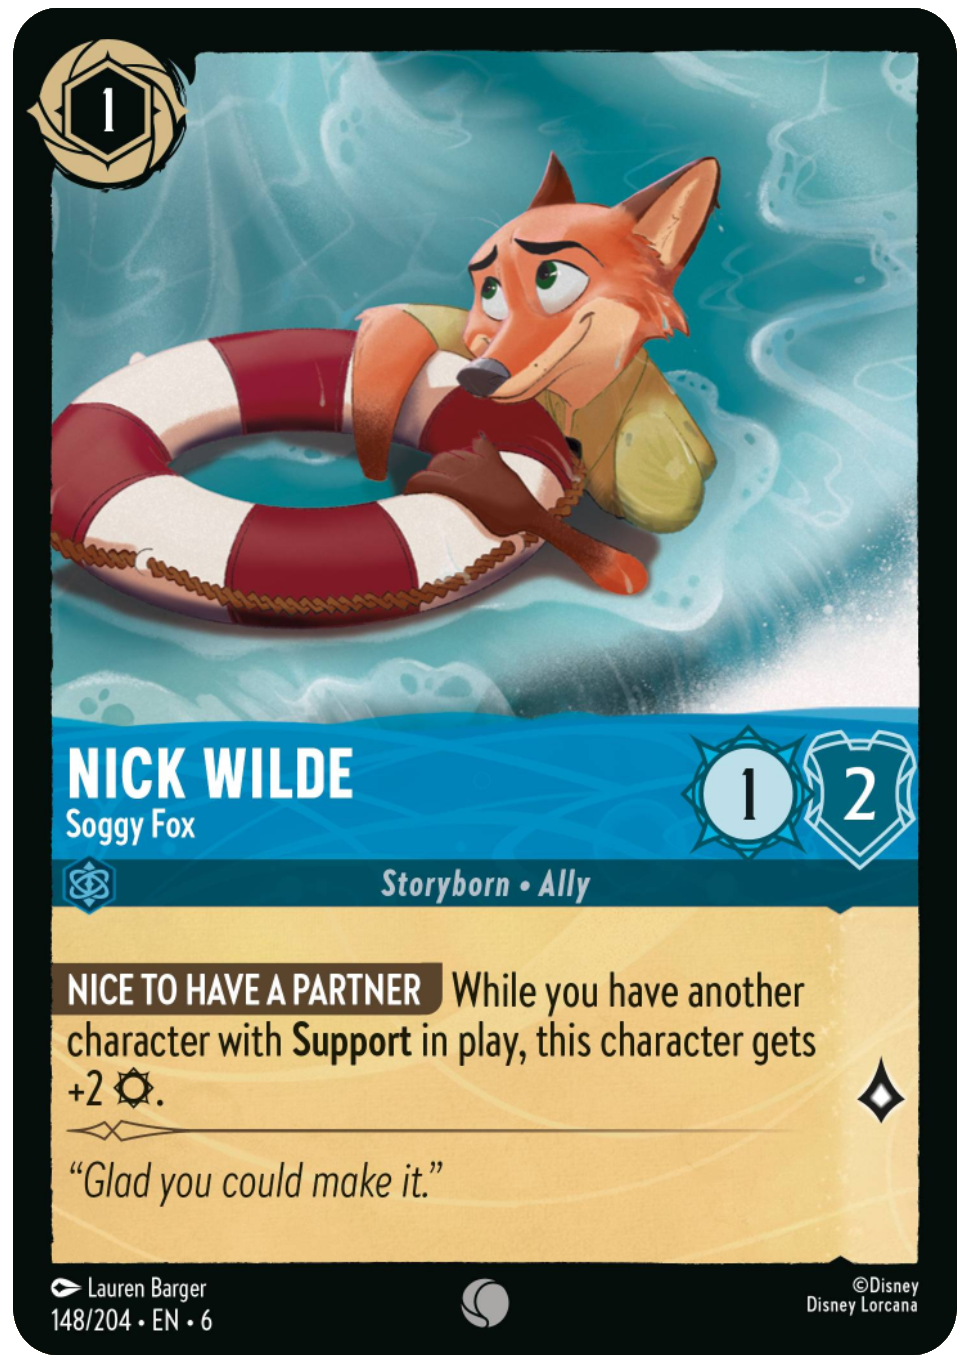 1
NICK WILDE
Soggy Fox
1
2
Storyborn • Ally
NICE TO HAVE A PARTNER While you have another
character with Support in play, this character gets
+2 .
“Glad you could make it.”
Lauren Barger
148/204 • EN • 6
©Disney
Disney Lorcana